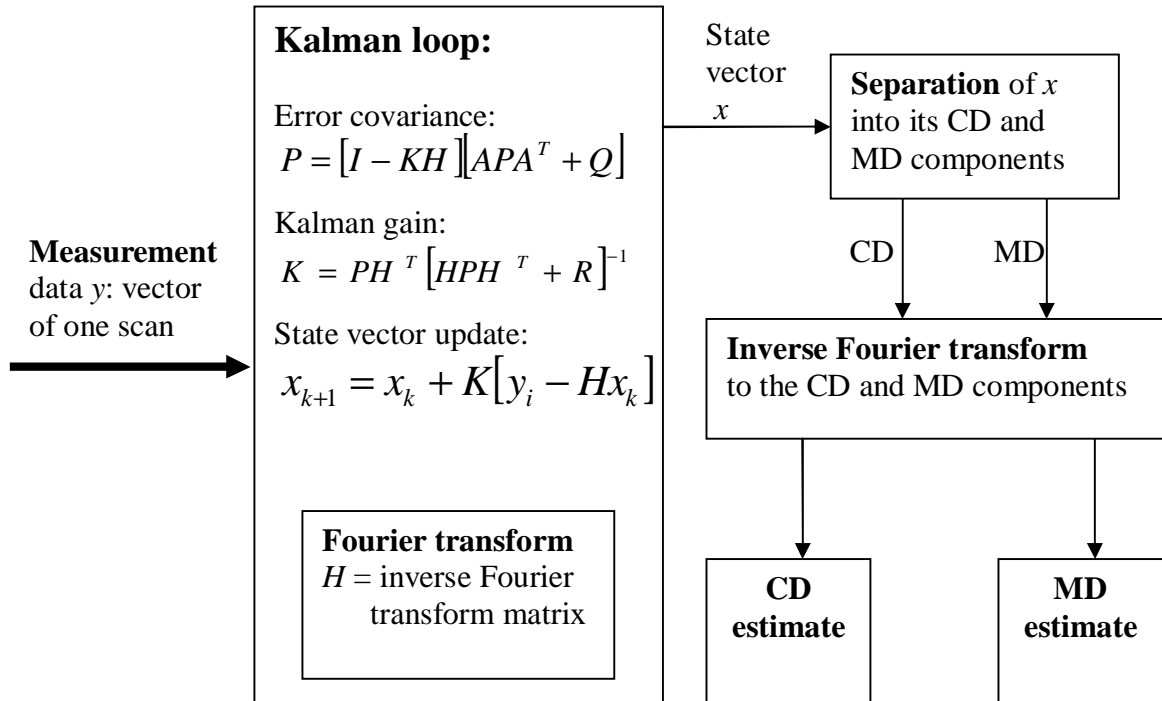 Measurement
data y: vector
of one scan
Kalman loop:
Error covariance:
P = [I − KH][APA^T + Q]
Kalman gain:
K = PH^T [HPH^T + R]^−1
State vector update:
x_{k+1} = x_k + K[y_i − Hx_k]
Fourier transform
H = inverse Fourier
transform matrix
State
vector
x
Separation of x
into its CD and
MD components
CD
MD
Inverse Fourier transform
to the CD and MD components
CD
estimate
MD
estimate